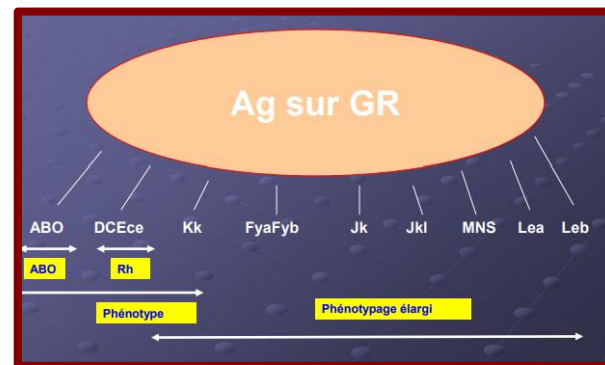 Ag sur GR
ABO DCEce Kk FyaFyb Jk Jkl MNS Lea Leb
ABO Rh
Phénotype Phénotypage élargi